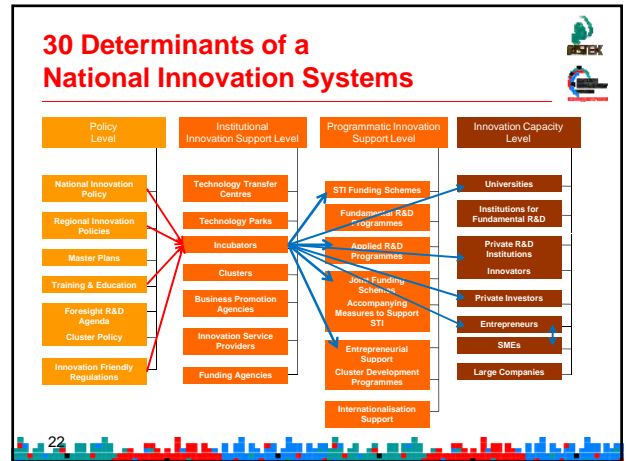 30 Determinants of a
National Innovation Systems
RISTEK
Policy
Level
Institutional
Innovation Support Level
Programmatic Innovation
Support Level
Innovation Capacity
Level
National Innovation
Policy
Regional Innovation
Policies
Master Plans
Training & Education
Foresight R&D
Agenda
Cluster Policy
Innovation Friendly
Regulations
Technology Transfer
Centres
Technology Parks
Incubators
Clusters
Business Promotion
Agencies
Innovation Service
Providers
Funding Agencies
STI Funding Schemes
Fundamental R&D
Programmes
Applied R&D
Programmes
Joint Funding
Schemes
Accompanying
Measures to Support
STI
Entrepreneurial
Support
Cluster Development
Programmes
Internationalisation
Support
Universities
Institutions for
Fundamental R&D
Private R&D
Institutions
Innovators
Private Investors
Entrepreneurs
SMEs
Large Companies
22